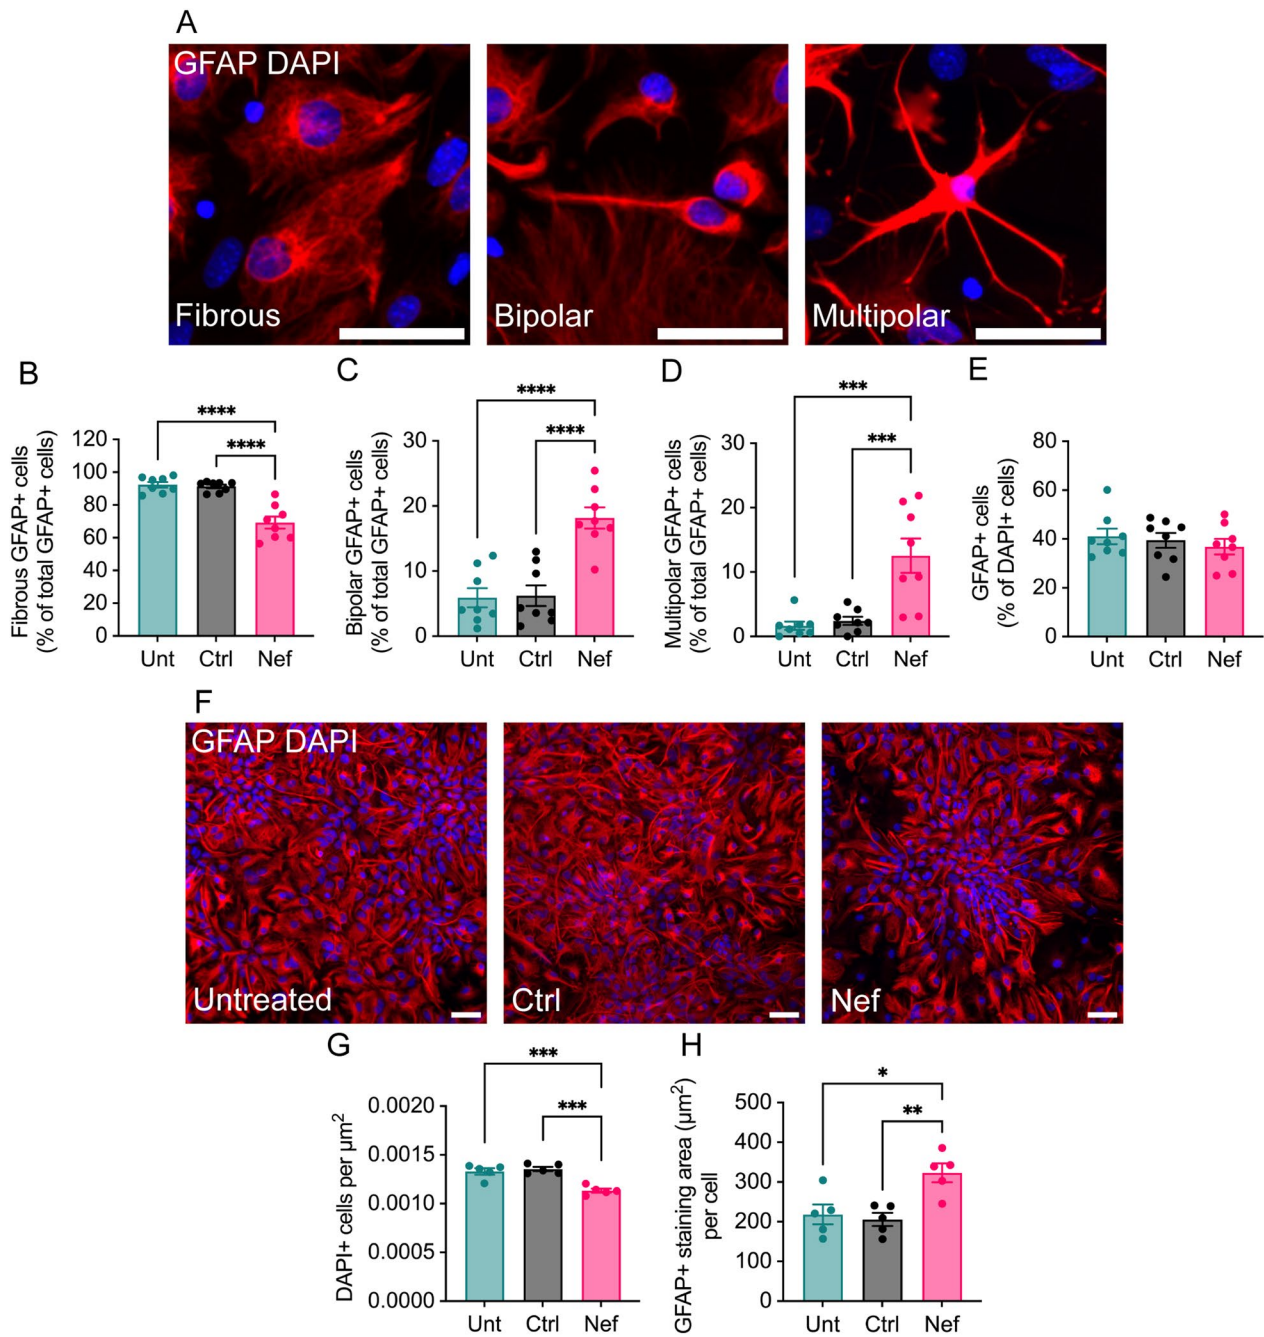 A
GFAP DAPI
Fibrous
Bipolar
Multipolar
B
Fibrous GFAP+ cells
(% of total GFAP+ cells)
120
100
80
60
40
20
0
****
****
Unt Ctrl Nef
C
Bipolar GFAP+ cells
(% of total GFAP+ cells)
30
20
10
0
****
****
Unt Ctrl Nef
D
Multipolar GFAP+ cells
(% of total GFAP+ cells)
30
20
10
0
***
***
Unt Ctrl Nef
E
GFAP+ cells
(% of DAPI+ cells)
80
60
40
20
0
Unt Ctrl Nef
F
GFAP DAPI
Untreated
Ctrl
Nef
G
DAPI+ cells per µm²
0.0020
0.0015
0.0010
0.0005
0.0000
***
***
Unt Ctrl Nef
H
GFAP+ staining area (µm²)
per cell
500
400
300
200
100
0
*
**
Unt Ctrl Nef